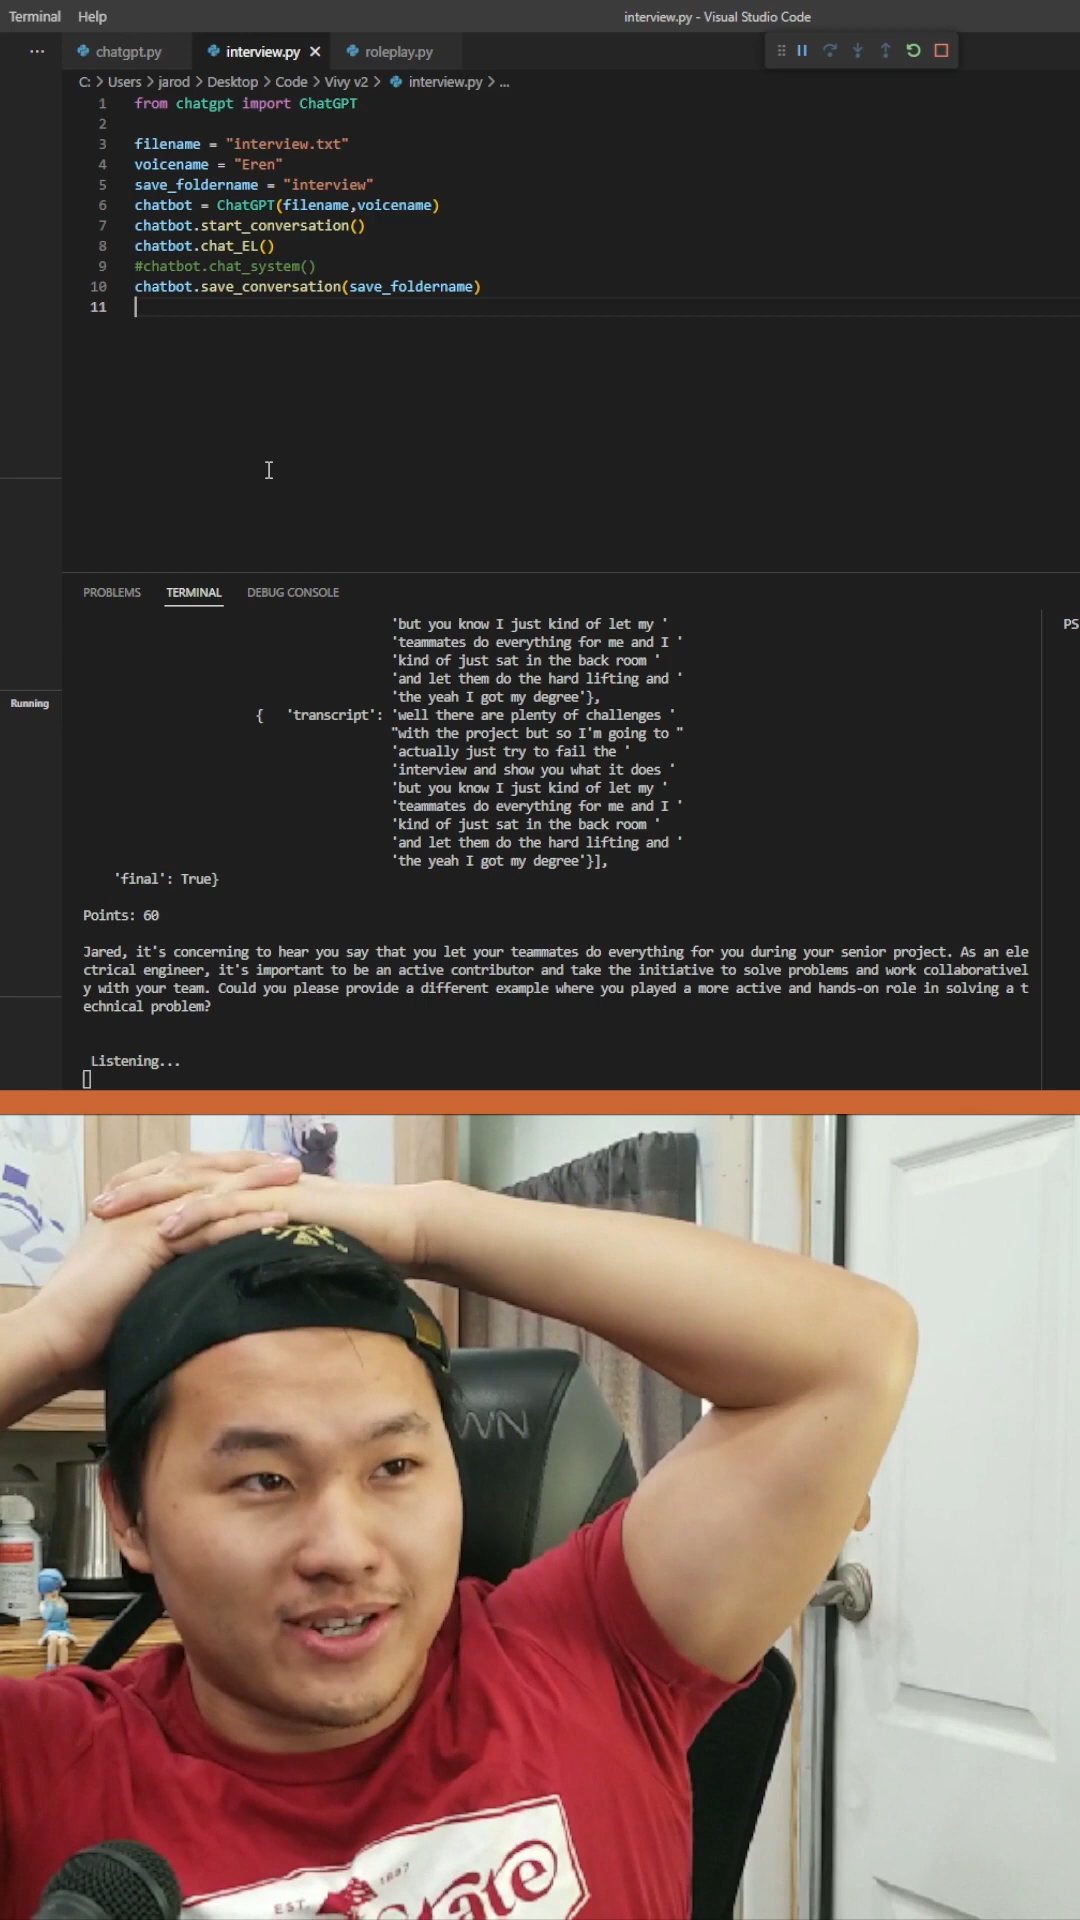 Terminal Help interview.py - Visual Studio Code
... chatgpt.py interview.py roleplay.py
C: > Users > jarod > Desktop > Code > Vivy v2 > interview.py > ...
1 from chatgpt import ChatGPT
2
3 filename = "interview.txt"
4 voicename = "Eren"
5 save_foldername = "interview"
6 chatbot = ChatGPT(filename,voicename)
7 chatbot.start_conversation()
8 chatbot.chat_EL()
9 #chatbot.chat_system()
10 chatbot.save_conversation(save_foldername)
11
PROBLEMS TERMINAL DEBUG CONSOLE
'but you know I just kind of let my '
'teammates do everything for me and I '
'kind of just sat in the back room '
'and let them do the hard lifting and '
'the yeah I got my degree'},
{ 'transcript': 'well there are plenty of challenges '
"with the project but so I'm going to "
'actually just try to fail the '
'interview and show you what it does '
'but you know I just kind of let my '
'teammates do everything for me and I '
'kind of just sat in the back room '
'and let them do the hard lifting and '
'the yeah I got my degree'}],
'final': True}
Points: 60
Jared, it's concerning to hear you say that you let your teammates do everything for you during your senior project. As an ele
ctrical engineer, it's important to be an active contributor and take the initiative to solve problems and work collaborativel
y with your team. Could you please provide a different example where you played a more active and hands-on role in solving a t
echnical problem?
Listening...
PS
Running
WN
EST. 1887
State